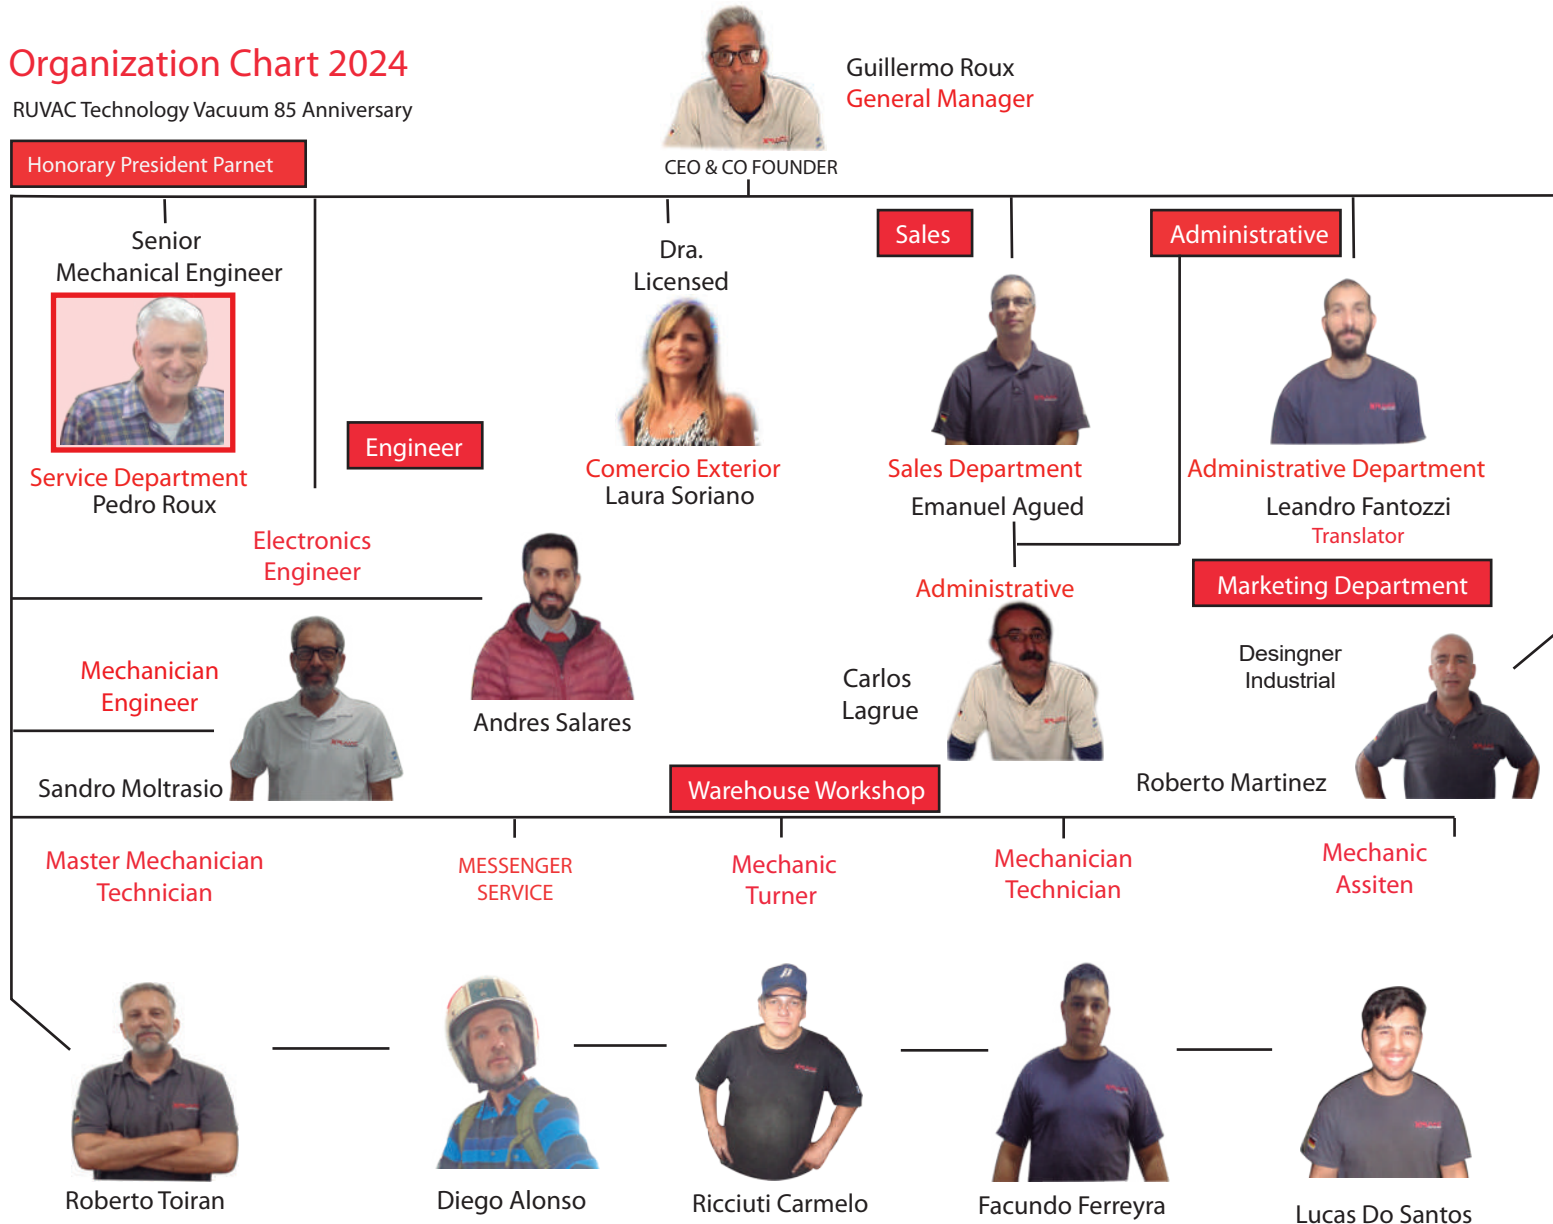 Organization Chart 2024
RUVAC Technology Vacuum 85 Anniversary
Guillermo Roux
General Manager
CEO & CO FOUNDER
Honorary President Parnet
Senior
Mechanical Engineer
Service Department
Pedro Roux
Dra.
Licensed
Comercio Exterior
Laura Soriano
Sales
Sales Department
Emanuel Agued
Administrative
Administrative Department
Leandro Fantozzi
Translator
Engineer
Electronics
Engineer
Andres Salares
Mechanician
Engineer
Sandro Moltrasio
Administrative
Carlos
Lagrue
Marketing Department
Desingner
Industrial
Roberto Martinez
Warehouse Workshop
Master Mechanician
Technician
MESSENGER
SERVICE
Mechanic
Turner
Mechanician
Technician
Mechanic
Assiten
Roberto Toiran
Diego Alonso
Ricciuti Carmelo
Facundo Ferreyra
Lucas Do Santos